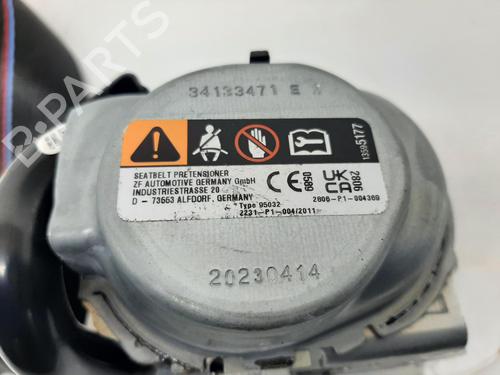 34133471 E
SEATBELT PRETENSIONER
ZF AUTOMOTIVE GERMANY GmbH
INDUSTRIESTRASSE 20
D - 73553 ALFDORF, GERMANY
Type 95032
2231-P1-004/2011
CE 0589
UK CA 2806
2806-P1-004369
13595177
20230414
B-PARTS